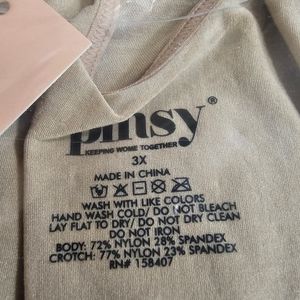 pinsy®
KEEPING WOME TOGETHER
3X
MADE IN CHINA
WASH WITH LIKE COLORS
HAND WASH COLD/ DO NOT BLEACH
LAY FLAT TO DRY/ DO NOT DRY CLEAN
DO NOT IRON
BODY: 72% NYLON 28% SPANDEX
CROTCH: 77% NYLON 23% SPANDEX
RN# 158407